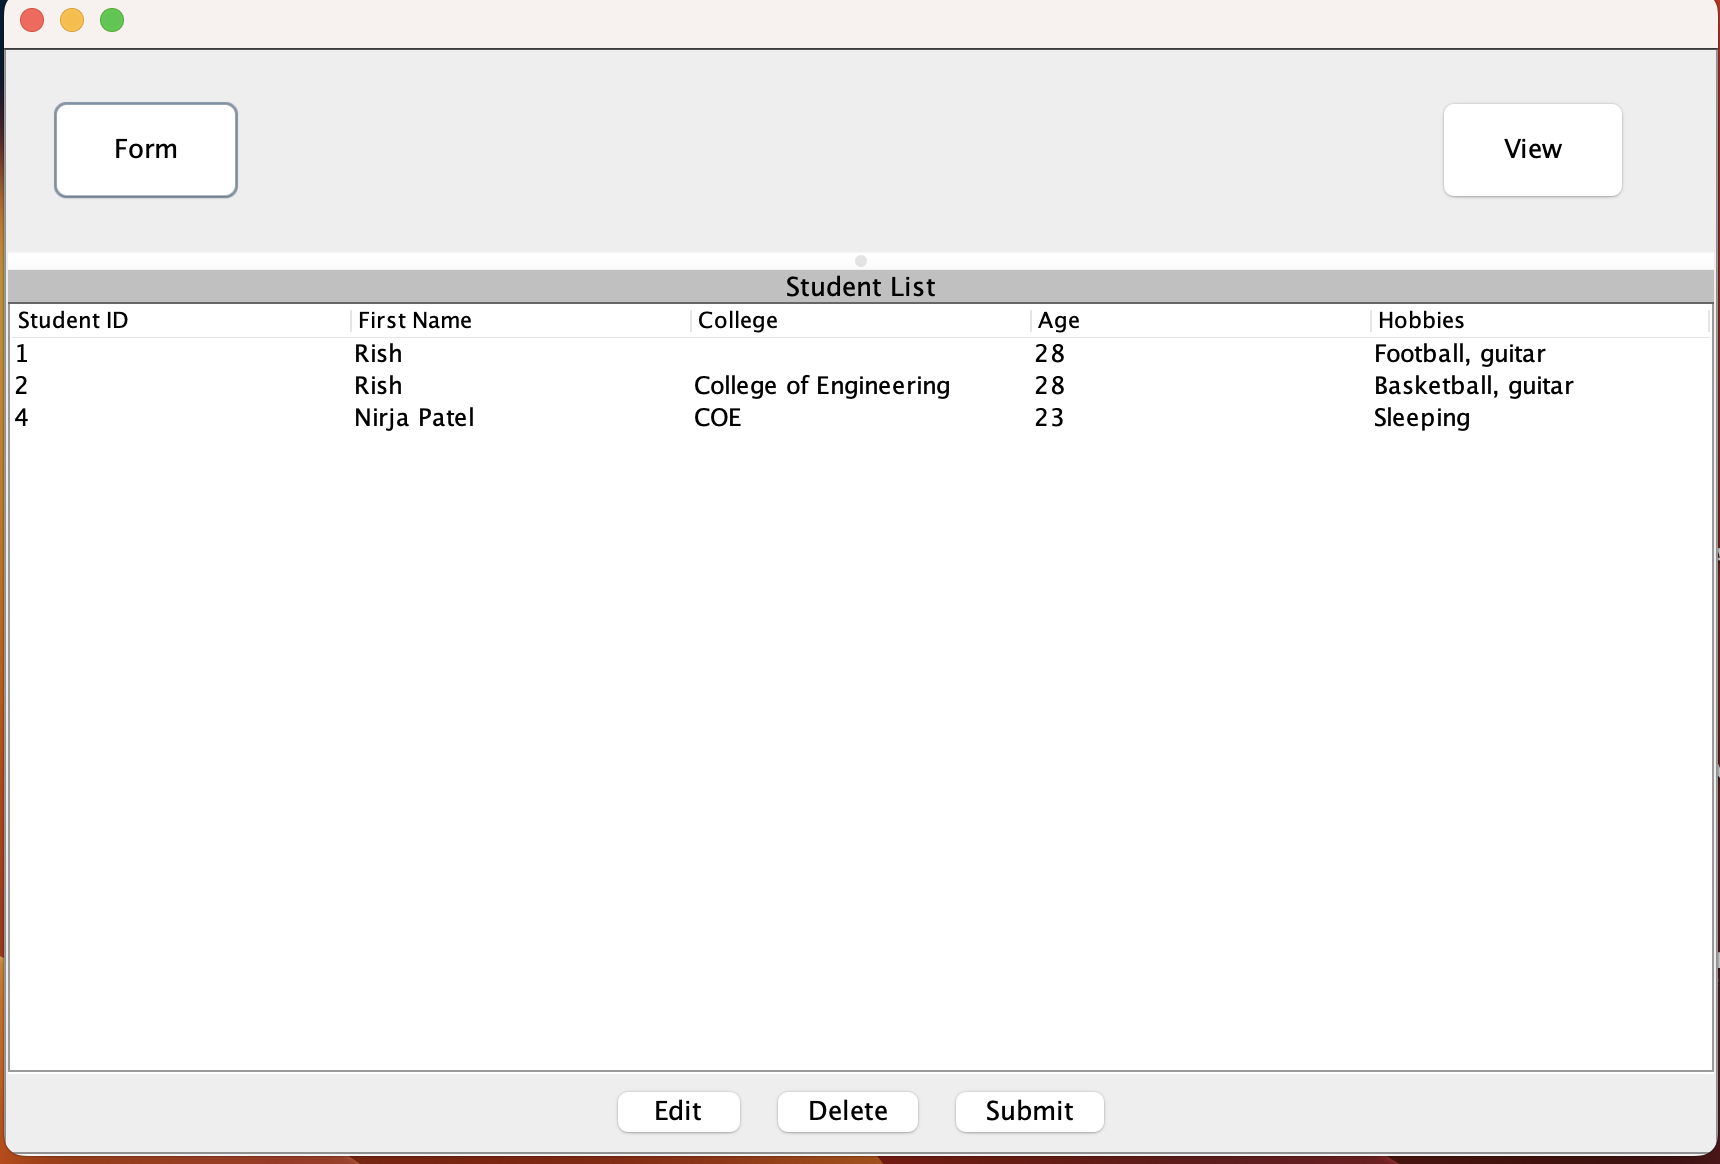 Form View
Student List
Student ID First Name College Age Hobbies
1 Rish 28 Football, guitar
2 Rish College of Engineering 28 Basketball, guitar
4 Nirja Patel COE 23 Sleeping
Edit Delete Submit